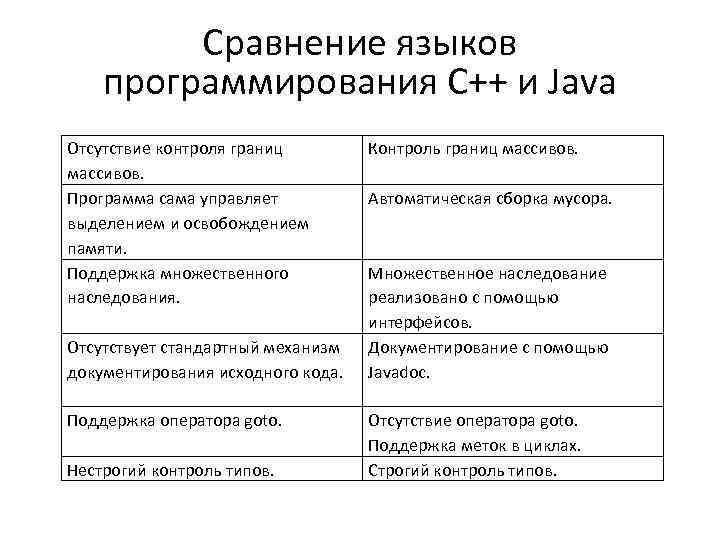 Сравнение языков
программирования С++ и Java
Отсутствие контроля границ
массивов.
Контроль границ массивов.
Программа сама управляет
выделением и освобождением
памяти.
Автоматическая сборка мусора.
Поддержка множественного
наследования.
Множественное наследование
реализовано с помощью
интерфейсов.
Отсутствует стандартный механизм
документирования исходного кода.
Документирование с помощью
Javadoc.
Поддержка оператора goto.
Отсутствие оператора goto.
Поддержка меток в циклах.
Нестрогий контроль типов.
Строгий контроль типов.